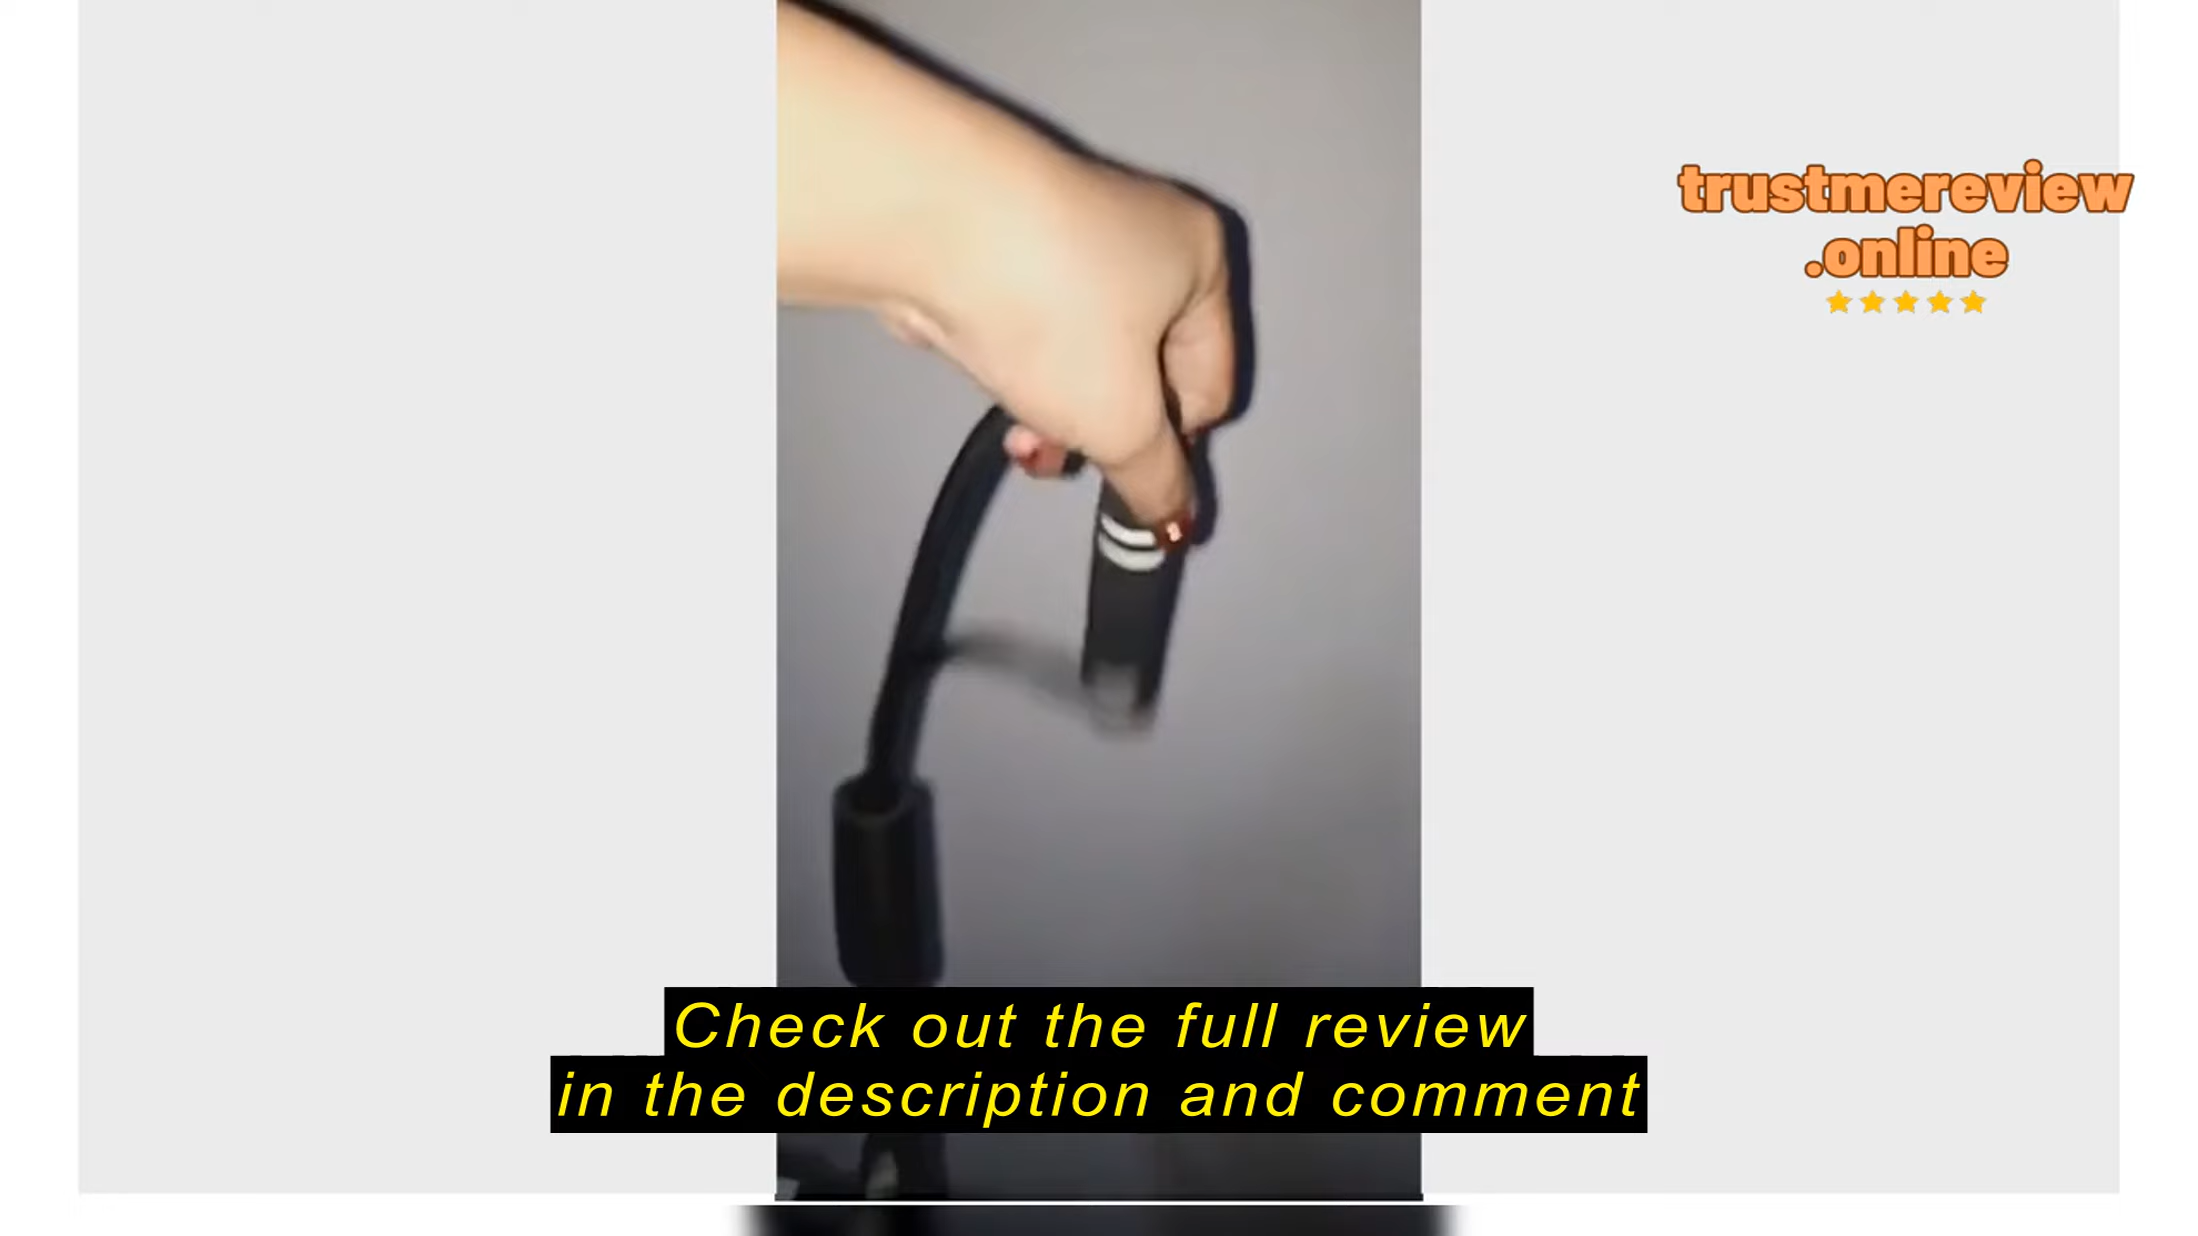 trustmereview
.online
Check out the full review
in the description and comment